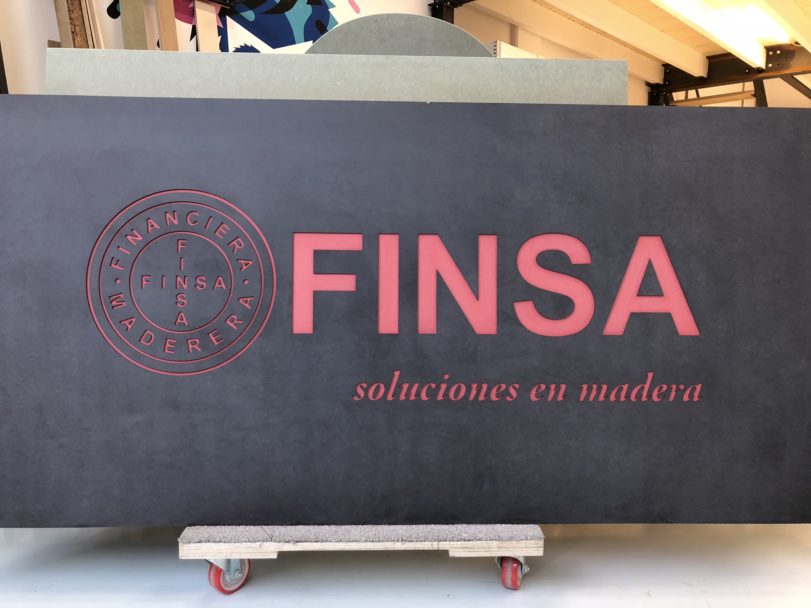 FINANCIERA
MADERERA
FINSA
FINSA
FINSA
soluciones en madera